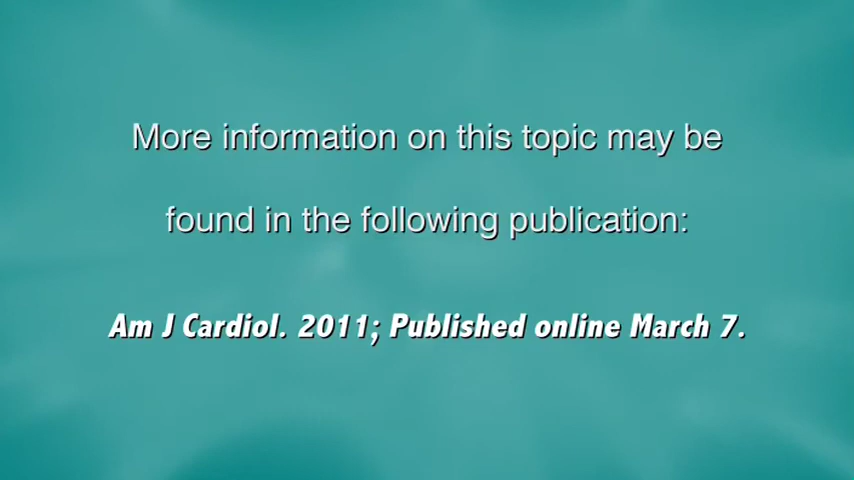 More information on this topic may be
found in the following publication:
Am J Cardiol. 2011; Published online March 7.